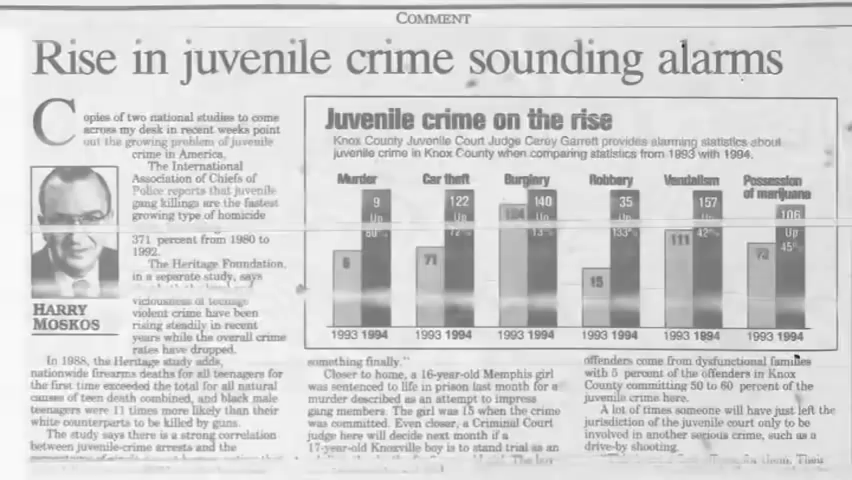 COMMENT
Rise in juvenile crime sounding alarms
Copies of two national studies to come
across my desk in recent weeks point
out the growing problem of juvenile
crime in America.
The International
Association of Chiefs of
Police reports that juvenile
gang killings are the fastest
growing type of homicide
371 percent from 1980 to
1992.
The Heritage Foundation,
in a separate study, says
viciousness of teenage
violent crime have been
rising steadily in recent
years while the overall crime
rates have dropped.
HARRY
MOSKOS
In 1988, the Heritage study adds,
nationwide firearms deaths for all teenagers for
the first time exceeded the total for all natural
causes of teen death combined, and black male
teenagers were 11 times more likely than their
white counterparts to be killed by guns.
The study says there is a strong correlation
between juvenile-crime arrests and the
Juvenile crime on the rise
Knox County Juvenile Court Judge Carey Garrett provides alarming statistics about
juvenile crime in Knox County when comparing statistics from 1993 with 1994.
Murder Car theft Burglary Robbery Vandalism Possession
of marijuana
9 122 140 35 157 106
Up Up Up Up Up Up
72% 13% 133% 42% 45%
71 15 111 73
1993 1994 1993 1994 1993 1994 1993 1994 1993 1994 1993 1994
something finally."
Closer to home, a 16-year-old Memphis girl
was sentenced to life in prison last month for a
murder described as an attempt to impress
gang members. The girl was 15 when the crime
was committed. Even closer, a Criminal Court
judge here will decide next month if a
17-year-old Knoxville boy is to stand trial as an
offenders come from dysfunctional families
with 5 percent of the offenders in Knox
County committing 50 to 60 percent of the
juvenile crime here.
A lot of times someone will have just left the
jurisdiction of the juvenile court only to be
involved in another serious crime, such as a
drive-by shooting.